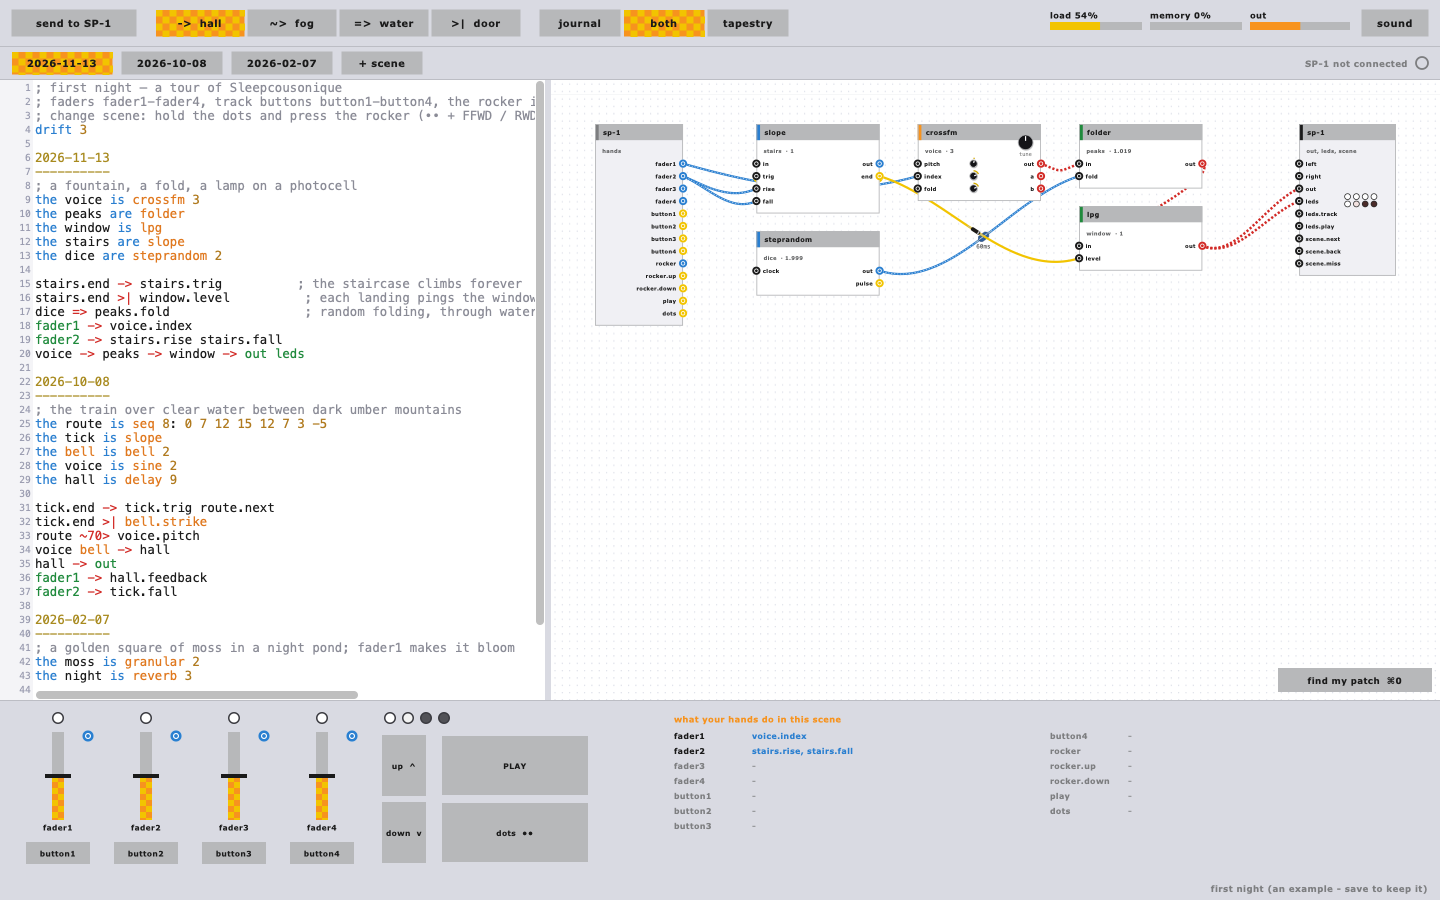 send to SP-1
-> hall
~> fog
=> water
>| door
journal
both
tapestry
load 54%
memory 0%
out
sound
2026-11-13
2026-10-08
2026-02-07
+ scene
SP-1 not connected
1 ; first night — a tour of Sleepcousonique
2 ; faders fader1-fader4, track buttons button1-button4, the rocker i
3 ; change scene: hold the dots and press the rocker (•• + FFWD / RWD
4 drift 3
5
6 2026-11-13
7 ----------
8 ; a fountain, a fold, a lamp on a photocell
9 the voice is crossfm 3
10 the peaks are folder
11 the window is lpg
12 the stairs are slope
13 the dice are steprandom 2
14
15 stairs.end -> stairs.trig ; the staircase climbs forever
16 stairs.end >| window.level ; each landing pings the window
17 dice => peaks.fold ; random folding, through water
18 fader1 -> voice.index
19 fader2 -> stairs.rise stairs.fall
20 voice -> peaks -> window -> out leds
21
22 2026-10-08
23 ----------
24 ; the train over clear water between dark umber mountains
25 the route is seq 8: 0 7 12 15 12 7 3 -5
26 the tick is slope
27 the bell is bell 2
28 the voice is sine 2
29 the hall is delay 9
30
31 tick.end -> tick.trig route.next
32 tick.end >| bell.strike
33 route ~70> voice.pitch
34 voice bell -> hall
35 hall -> out
36 fader1 -> hall.feedback
37 fader2 -> tick.fall
38
39 2026-02-07
40 ----------
41 ; a golden square of moss in a night pond; fader1 makes it bloom
42 the moss is granular 2
43 the night is reverb 3
44
sp-1
hands
fader1
fader2
fader3
fader4
button1
button2
button3
button4
rocker
rocker.up
rocker.down
play
dots
slope
stairs · 1
in out
trig end
rise
fall
steprandom
dice · 1.999
clock out
pulse
crossfm
voice · 3
tune
pitch out
index a
fold b
60ms
folder
peaks · 1.019
in out
fold
lpg
window · 1
in out
level
sp-1
out, leds, scene
left
right
out
leds
leds.track
leds.play
scene.next
scene.back
scene.miss
find my patch ⌘0
fader1
fader2
fader3
fader4
button1
button2
button3
button4
up ^
down v
PLAY
dots ••
what your hands do in this scene
fader1 voice.index
fader2 stairs.rise, stairs.fall
fader3 –
fader4 –
button1 –
button2 –
button3 –
button4 –
rocker –
rocker.up –
rocker.down –
play –
dots –
first night (an example - save to keep it)